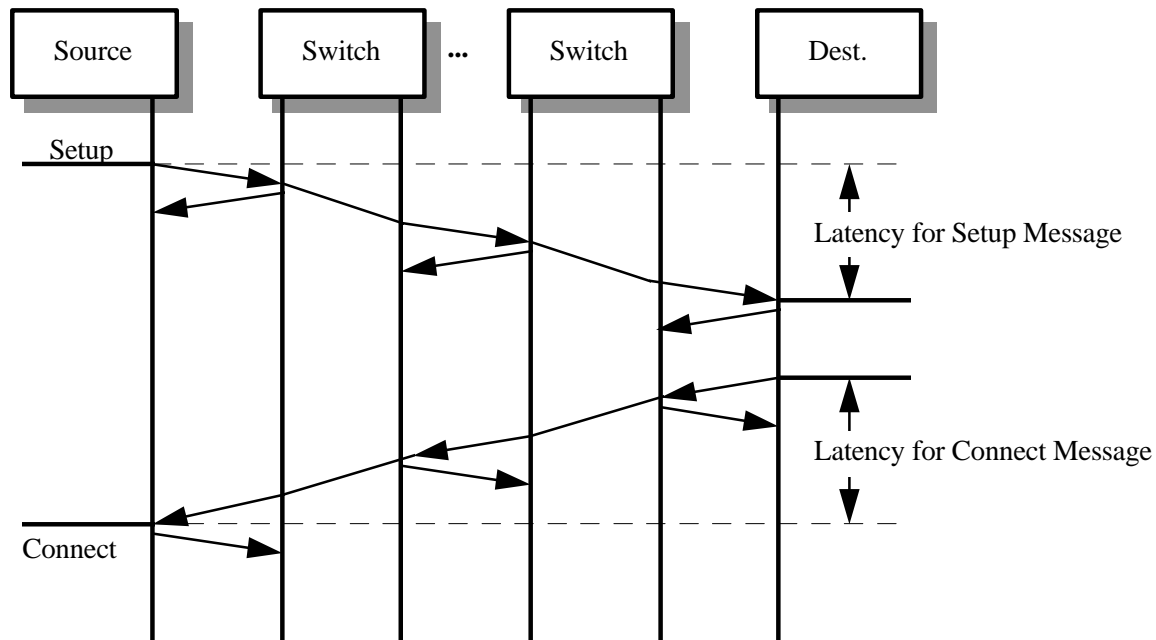 Source
Switch
...
Switch
Dest.
Setup
Latency for Setup Message
Latency for Connect Message
Connect